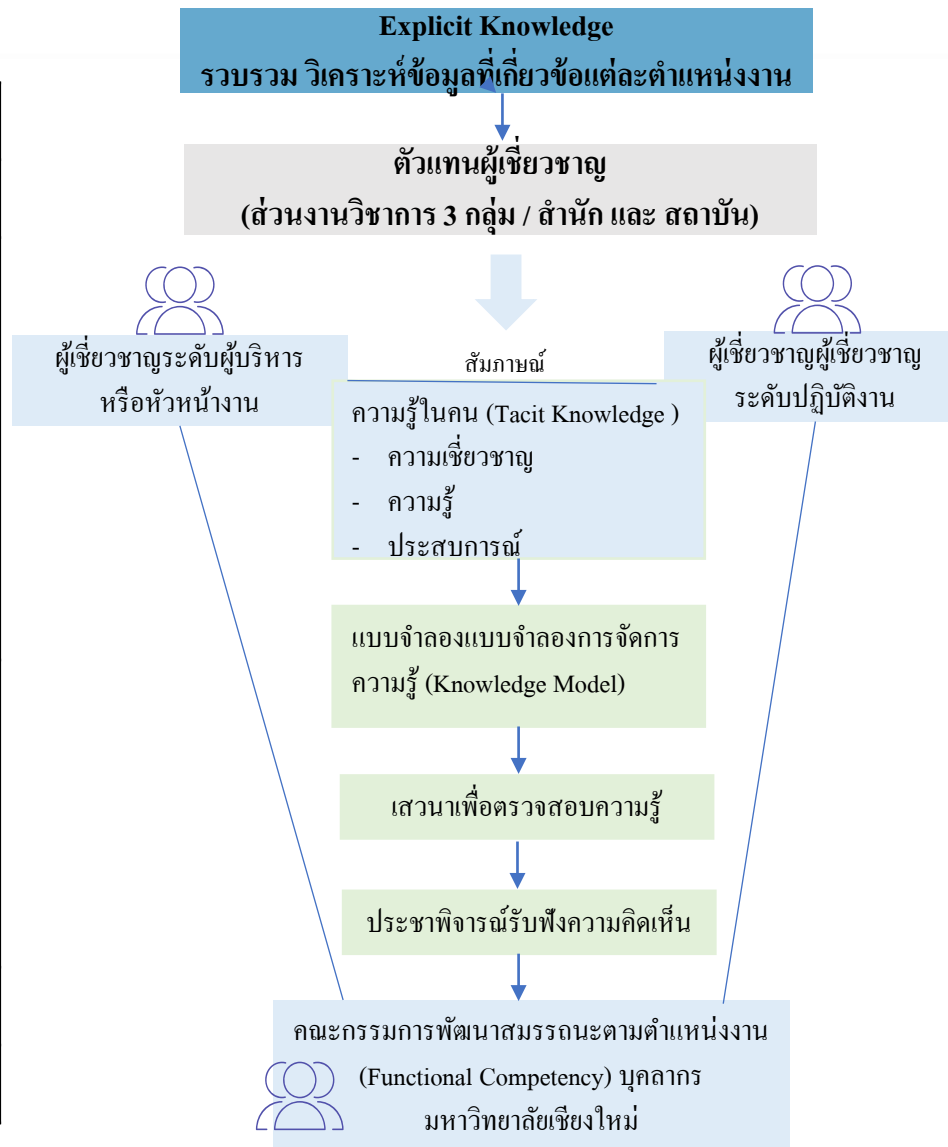 Explicit Knowledge
รวบรวม วิเคราะห์ข้อมูลที่เกี่ยวข้อแต่ละตำแหน่งงาน
ตัวแทนผู้เชี่ยวชาญ
(ส่วนงานวิชาการ 3 กลุ่ม / สำนัก และ สถาบัน)
ผู้เชี่ยวชาญระดับผู้บริหาร
หรือหัวหน้างาน
สัมภาษณ์
ผู้เชี่ยวชาญผู้เชี่ยวชาญ
ระดับปฏิบัติงาน
ความรู้ในคน (Tacit Knowledge )
- ความเชี่ยวชาญ
- ความรู้
- ประสบการณ์
แบบจำลองแบบจำลองการจัดการ
ความรู้ (Knowledge Model)
เสวนาเพื่อตรวจสอบความรู้
ประชาพิจารณ์รับฟังความคิดเห็น
คณะกรรมการพัฒนาสมรรถนะตามตำแหน่งงาน
(Functional Competency) บุคลากร
มหาวิทยาลัยเชียงใหม่